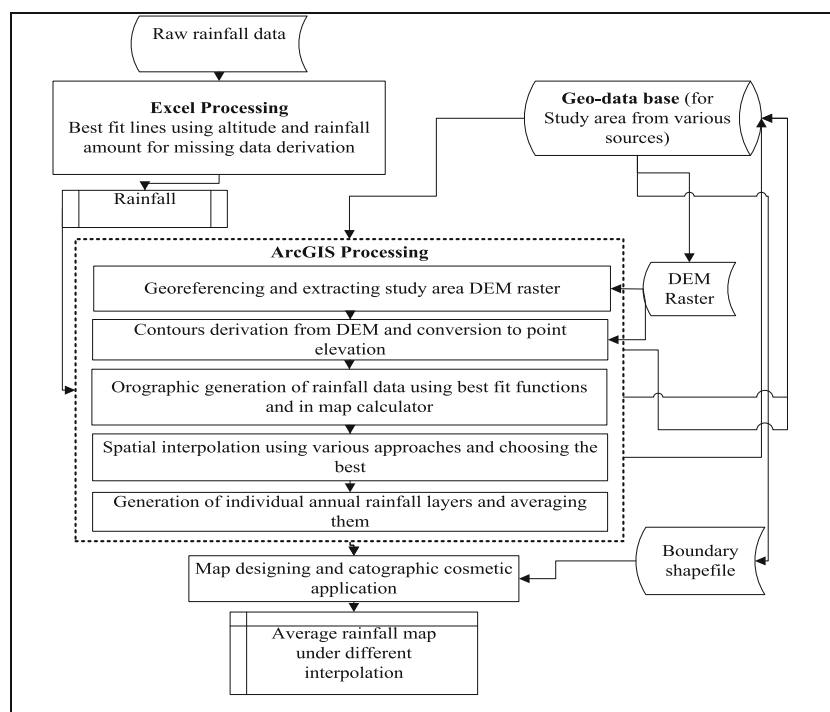 Raw rainfall data
Excel Processing
Best fit lines using altitude and rainfall
amount for missing data derivation
Rainfall
Geo-data base (for
Study area from various
sources)
ArcGIS Processing
Georeferencing and extracting study area DEM raster
DEM
Raster
Contours derivation from DEM and conversion to point
elevation
Orographic generation of rainfall data using best fit functions
and in map calculator
Spatial interpolation using various approaches and choosing the
best
Generation of individual annual rainfall layers and averaging
them
Boundary
shapefile
Map designing and catographic cosmetic
application
Average rainfall map
under different
interpolation